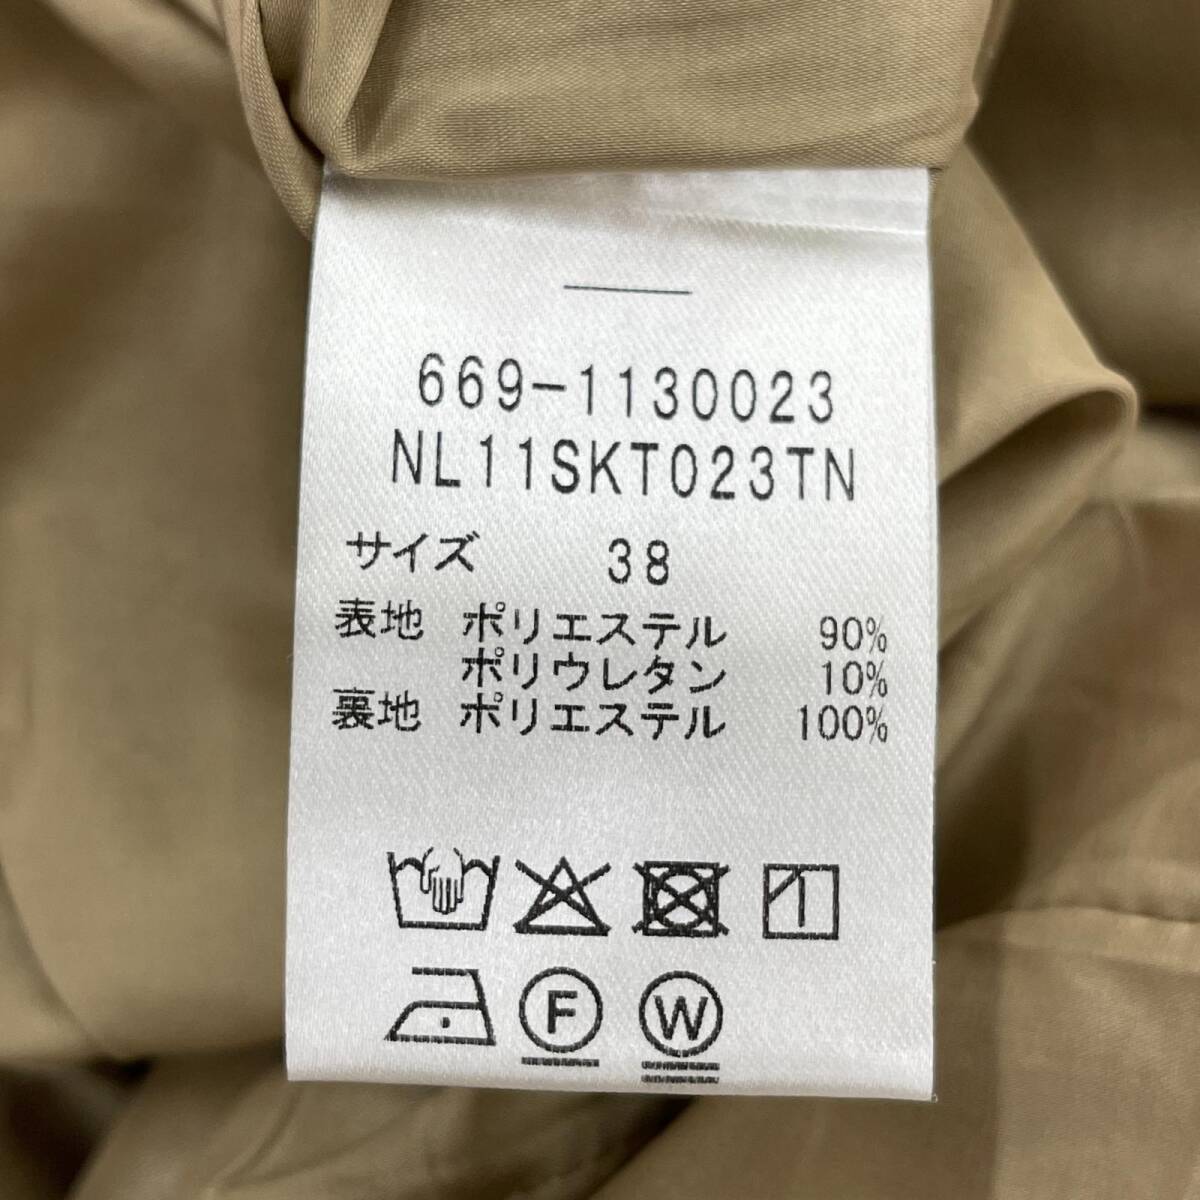 669-1130023
NL11SKT023TN
サイズ 38
表地 ポリエステル 90%
ポリウレタン 10%
裏地 ポリエステル 100%
F W